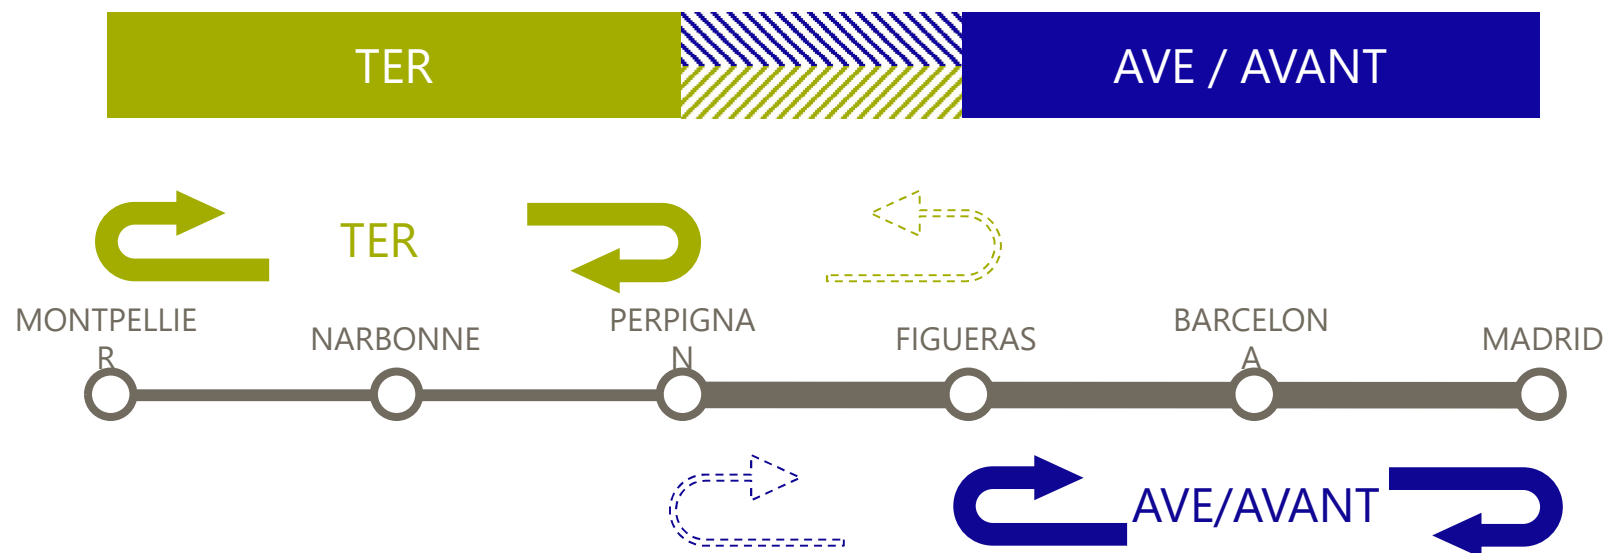 TER
AVE / AVANT
TER
MONTPELLIE
R
NARBONNE
PERPIGNA
N
FIGUERAS
BARCELON
A
MADRID
AVE/AVANT